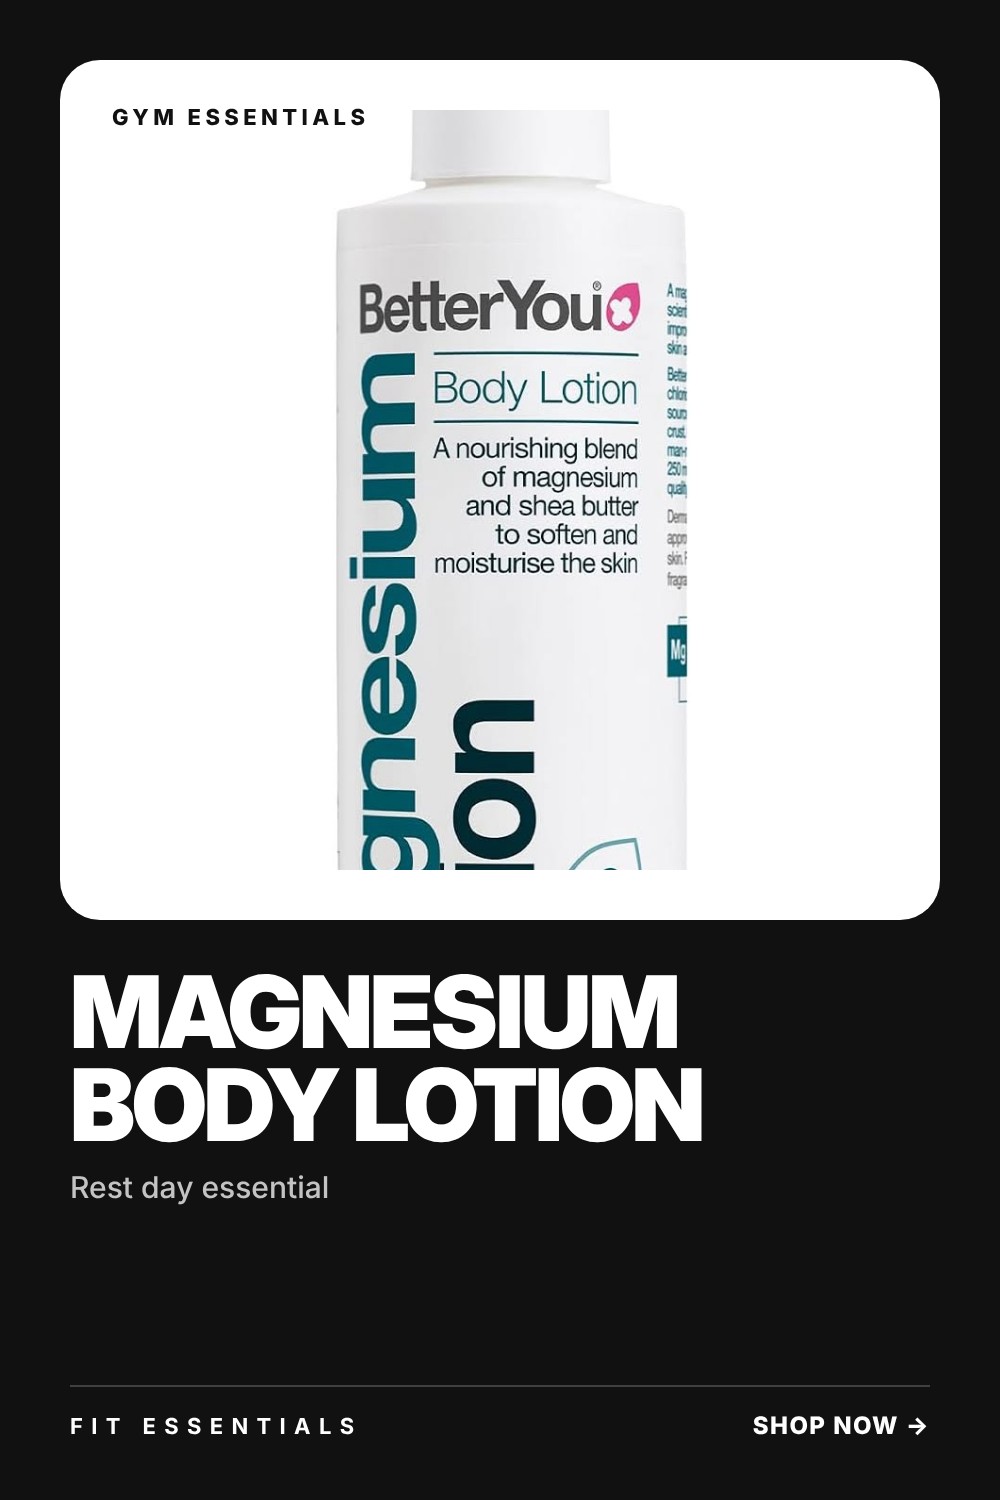 GYM ESSENTIALS
BetterYou®
Body Lotion
A nourishing blend
of magnesium
and shea butter
to soften and
moisturise the skin
gnesium
ion
Mg
MAGNESIUM
BODY LOTION
Rest day essential
FIT ESSENTIALS
SHOP NOW →